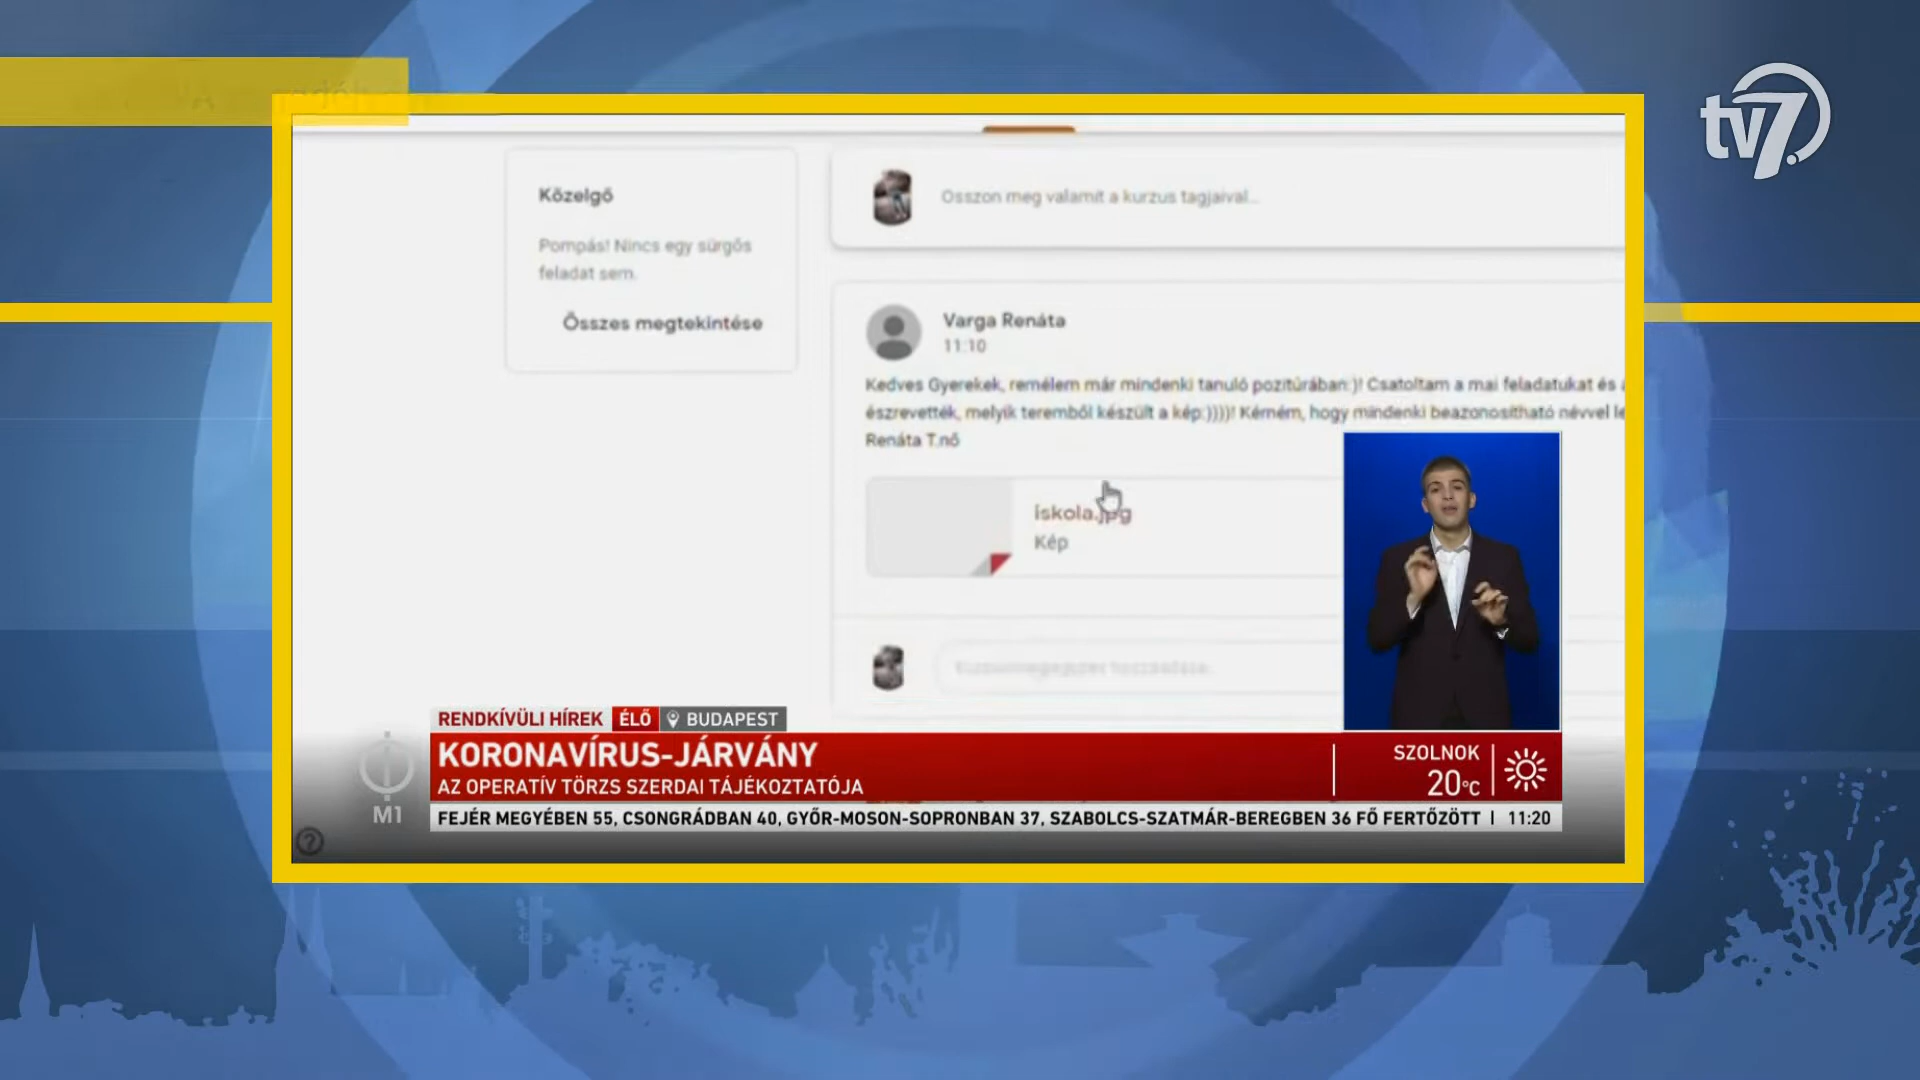 tv7
Közelgő
Pompás! Nincs egy sürgős
feladat sem.
Összes megtekintése
Osszon meg valamit a kurzus tagjaival...
Varga Renáta
11:10
Kedves Gyerekek, remélem már mindenki tanuló pozitúrában:)! Csatoltam a mai feladatukat és
észrevették, melyik teremből készült a kép:))))! Kérném, hogy mindenki beazonosítható névvel le
Renáta T.nő
iskola.jpg
Kép
RENDKÍVÜLI HÍREK ÉLŐ BUDAPEST
KORONAVÍRUS-JÁRVÁNY
AZ OPERATÍV TÖRZS SZERDAI TÁJÉKOZTATÓJA
SZOLNOK
20°C
M1
FEJÉR MEGYÉBEN 55, CSONGRÁDBAN 40, GYŐR-MOSON-SOPRONBAN 37, SZABOLCS-SZATMÁR-BEREGBEN 36 FŐ FERTŐZÖTT | 11:20
?